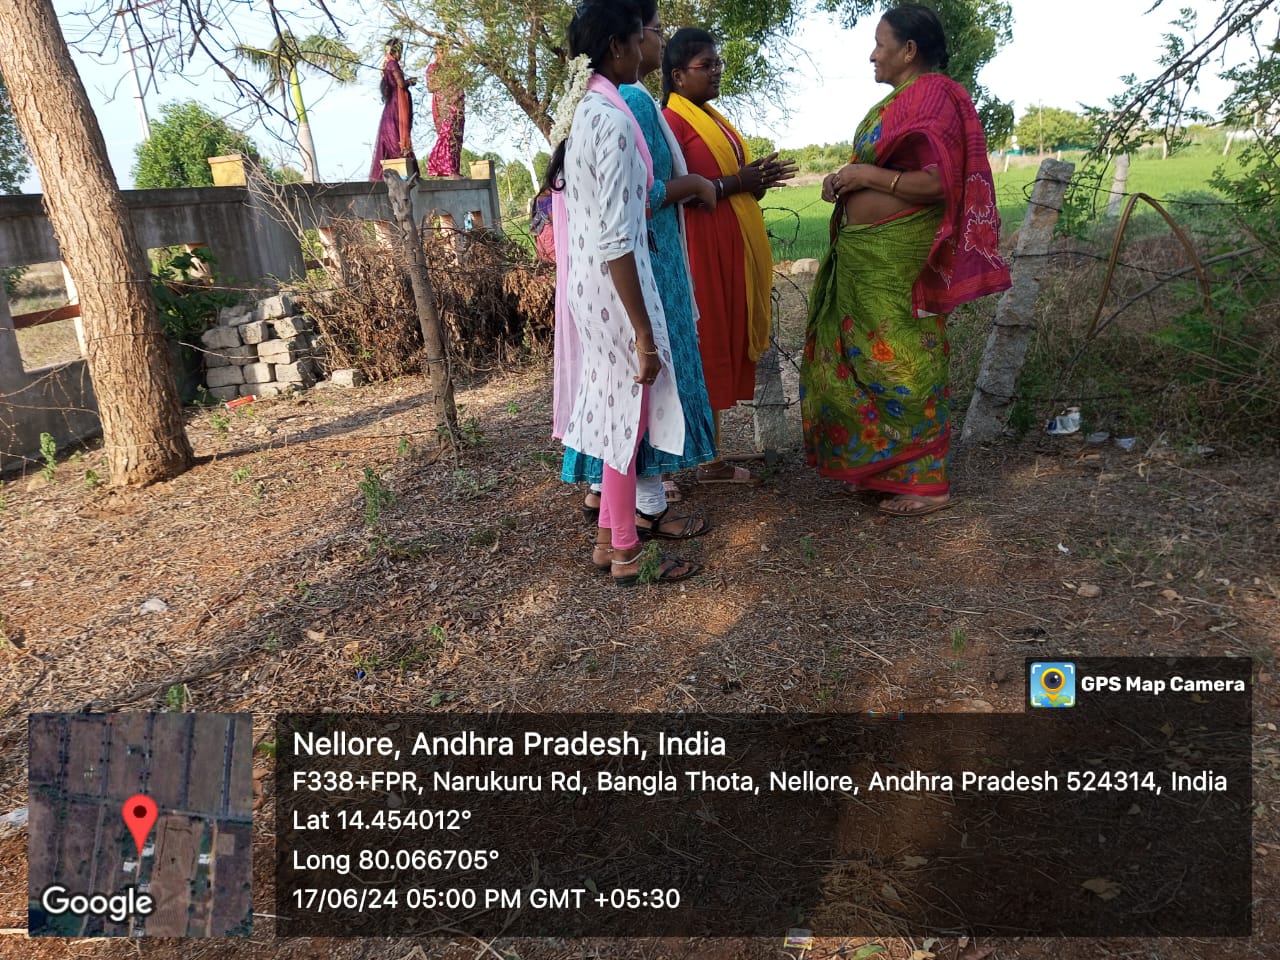 GPS Map Camera
Nellore, Andhra Pradesh, India
F338+FPR, Narukuru Rd, Bangla Thota, Nellore, Andhra Pradesh 524314, India
Lat 14.454012°
Long 80.066705°
17/06/24 05:00 PM GMT +05:30
Google